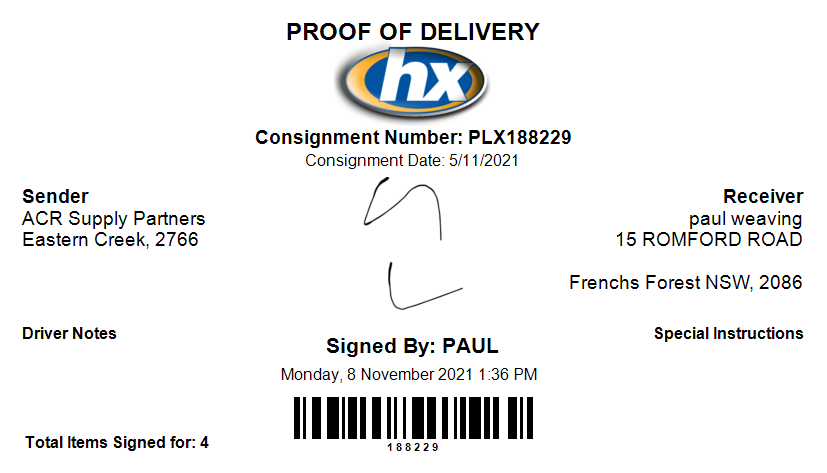 PROOF OF DELIVERY
hx
Consignment Number: PLX188229
Consignment Date: 5/11/2021
Sender
ACR Supply Partners
Eastern Creek, 2766
Receiver
paul weaving
15 ROMFORD ROAD
Frenchs Forest NSW, 2086
Driver Notes
Signed By: PAUL
Special Instructions
Monday, 8 November 2021 1:36 PM
188229
Total Items Signed for: 4